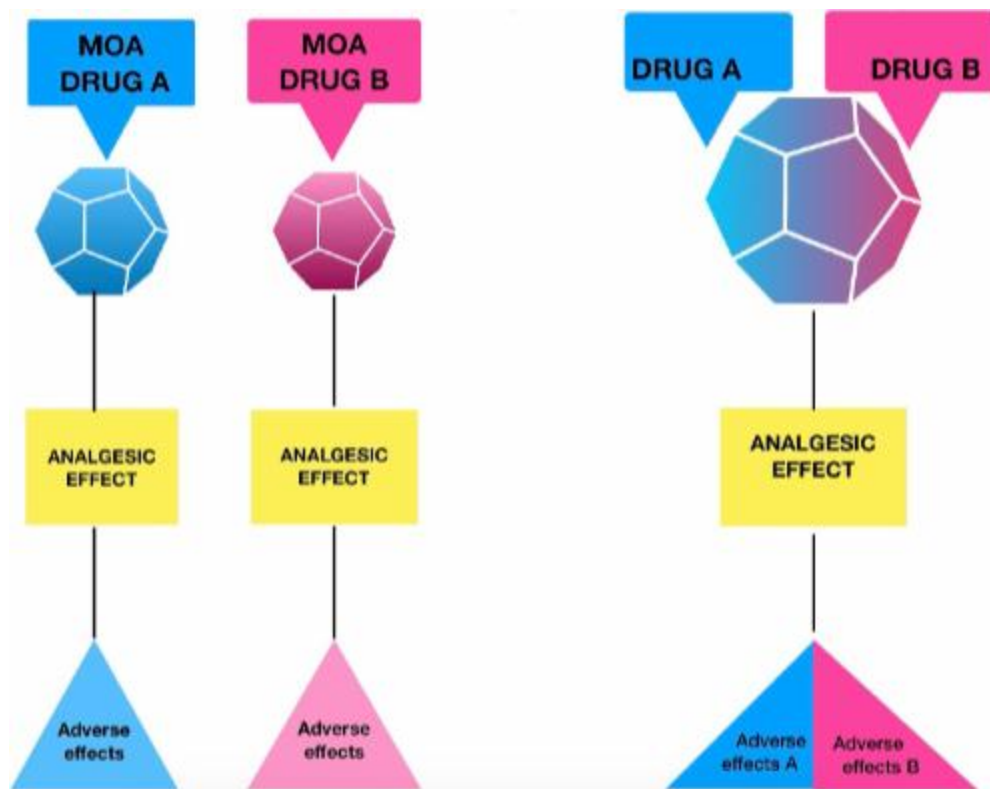 MOA
DRUG A
MOA
DRUG B
DRUG A
DRUG B
ANALGESIC
EFFECT
ANALGESIC
EFFECT
ANALGESIC
EFFECT
Adverse
effects
Adverse
effects
Adverse
effects A
Adverse
effects B